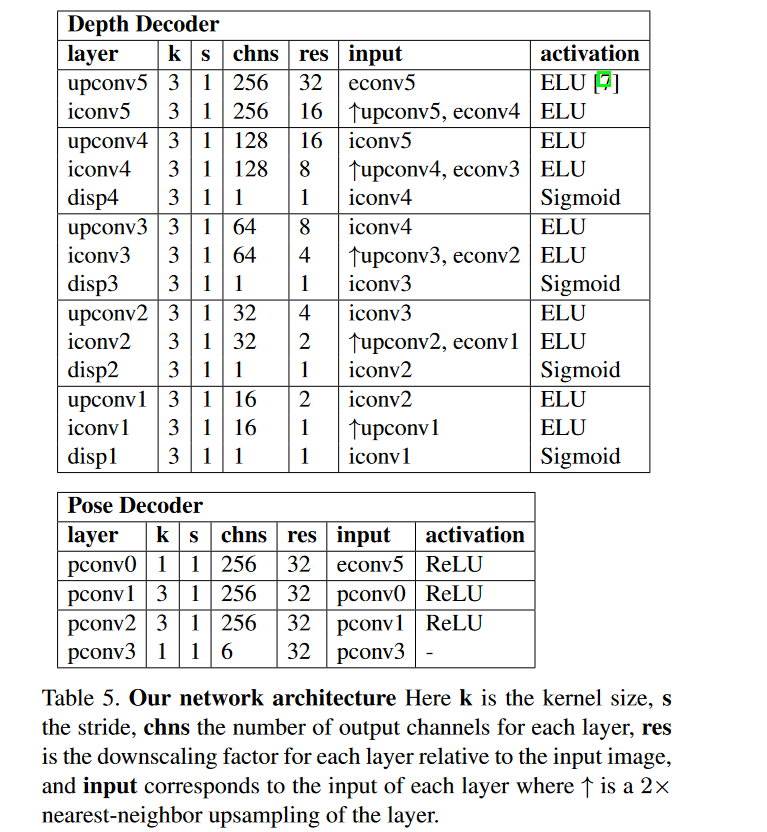 Depth Decoder
layer k s chns res input activation
upconv5 3 1 256 32 econv5 ELU [7]
iconv5 3 1 256 16 ↑upconv5, econv4 ELU
upconv4 3 1 128 16 iconv5 ELU
iconv4 3 1 128 8 ↑upconv4, econv3 ELU
disp4 3 1 1 1 iconv4 Sigmoid
upconv3 3 1 64 8 iconv4 ELU
iconv3 3 1 64 4 ↑upconv3, econv2 ELU
disp3 3 1 1 1 iconv3 Sigmoid
upconv2 3 1 32 4 iconv3 ELU
iconv2 3 1 32 2 ↑upconv2, econv1 ELU
disp2 3 1 1 1 iconv2 Sigmoid
upconv1 3 1 16 2 iconv2 ELU
iconv1 3 1 16 1 ↑upconv1 ELU
disp1 3 1 1 1 iconv1 Sigmoid
Pose Decoder
layer k s chns res input activation
pconv0 1 1 256 32 econv5 ReLU
pconv1 3 1 256 32 pconv0 ReLU
pconv2 3 1 256 32 pconv1 ReLU
pconv3 1 1 6 32 pconv3 -
Table 5. Our network architecture Here k is the kernel size, s
the stride, chns the number of output channels for each layer, res
is the downscaling factor for each layer relative to the input image,
and input corresponds to the input of each layer where ↑ is a 2×
nearest-neighbor upsampling of the layer.